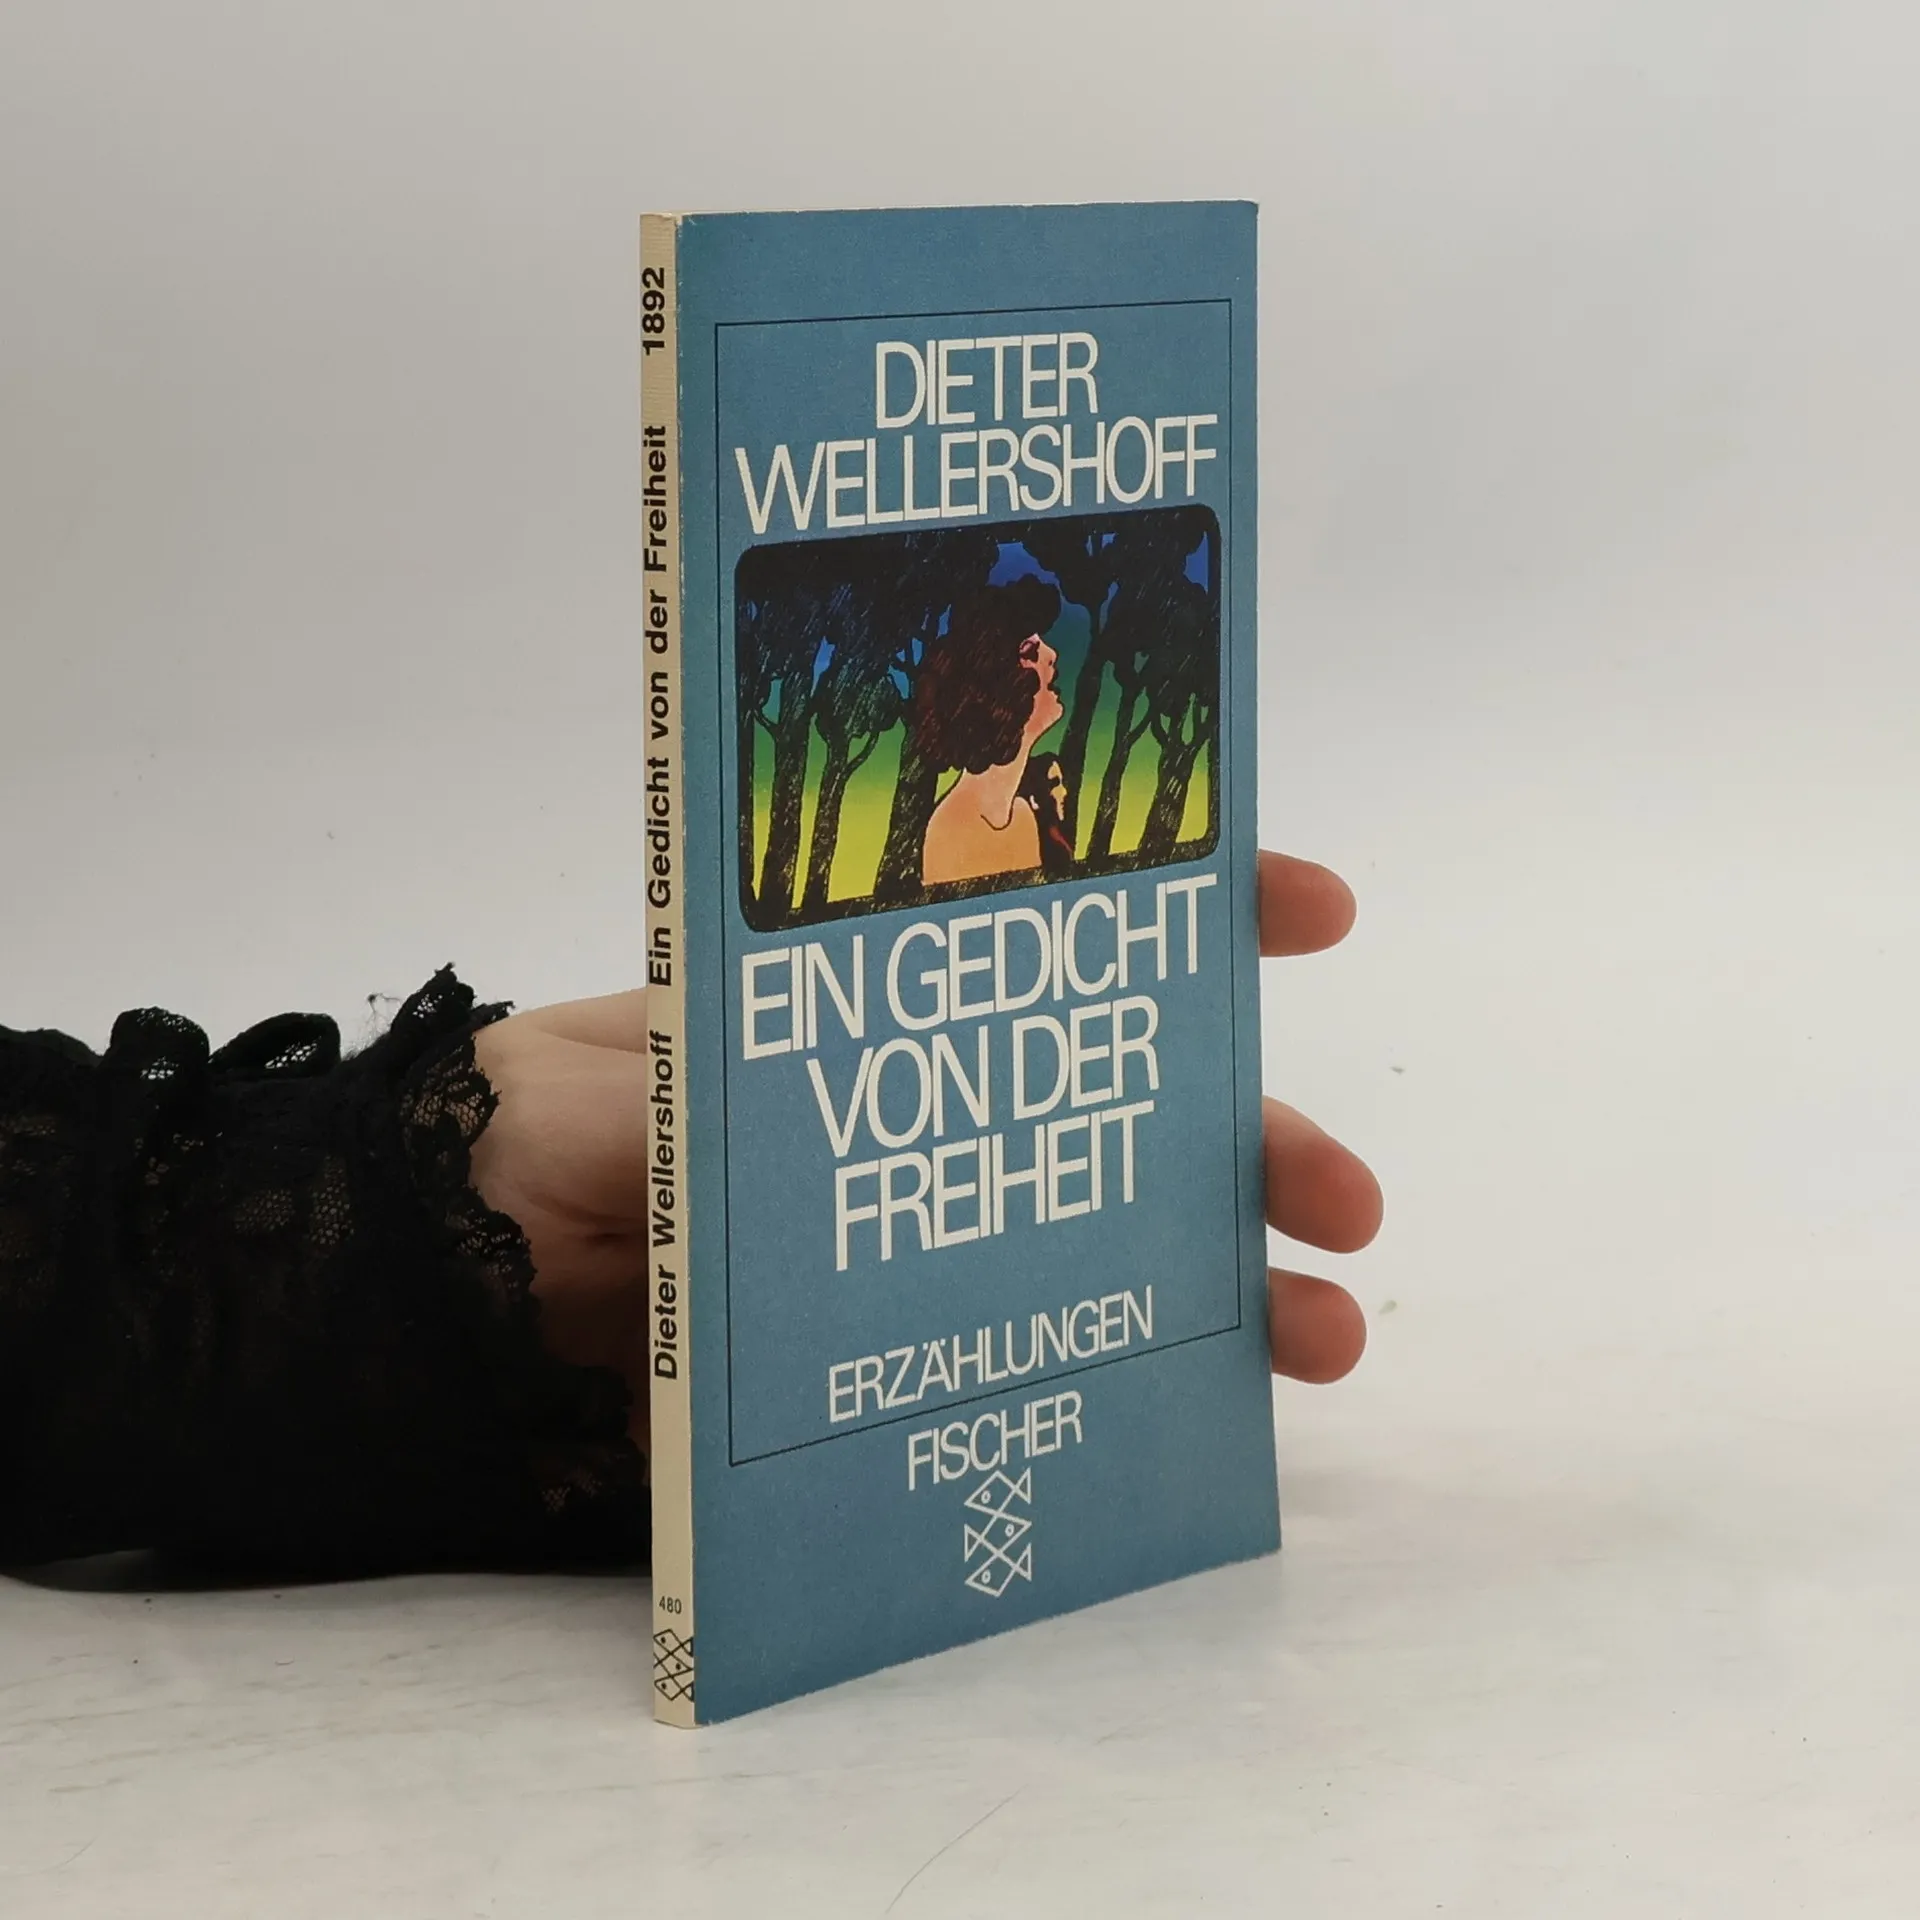 Dieter Wellershoff Ein Gedicht von der Freiheit 1892
480
DIETER
WELLERSHOFF
EIN GEDICHT
VON DER
FREIHEIT
ERZÄHLUNGEN
FISCHER